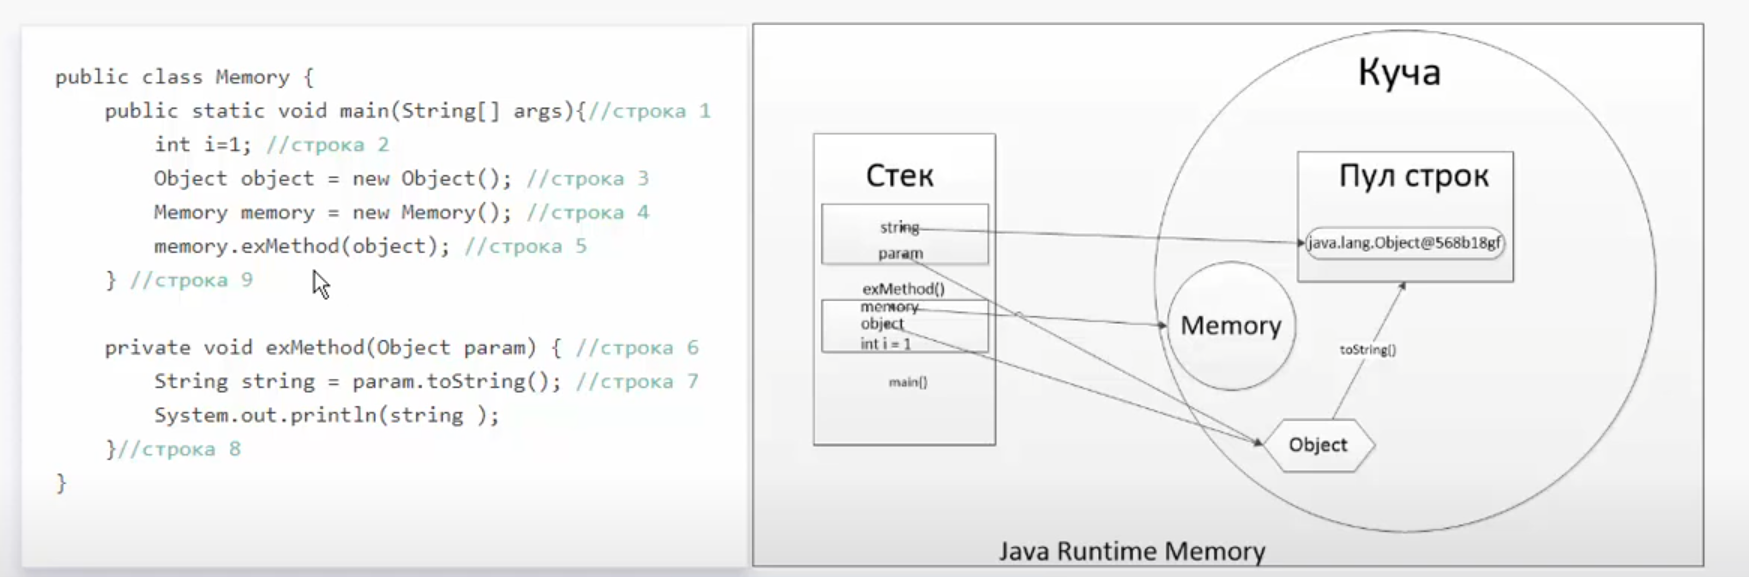 public class Memory {
public static void main(String[] args){//строка 1
int i=1; //строка 2
Object object = new Object(); //строка 3
Memory memory = new Memory(); //строка 4
memory.exMethod(object); //строка 5
} //строка 9
private void exMethod(Object param) { //строка 6
String string = param.toString(); //строка 7
System.out.println(string );
}//строка 8
}
Куча
Стек
Пул строк
string
java.lang.Object@568b18gf
param
exMethod()
memory
object
int i = 1
Memory
toString()
main()
Object
Java Runtime Memory